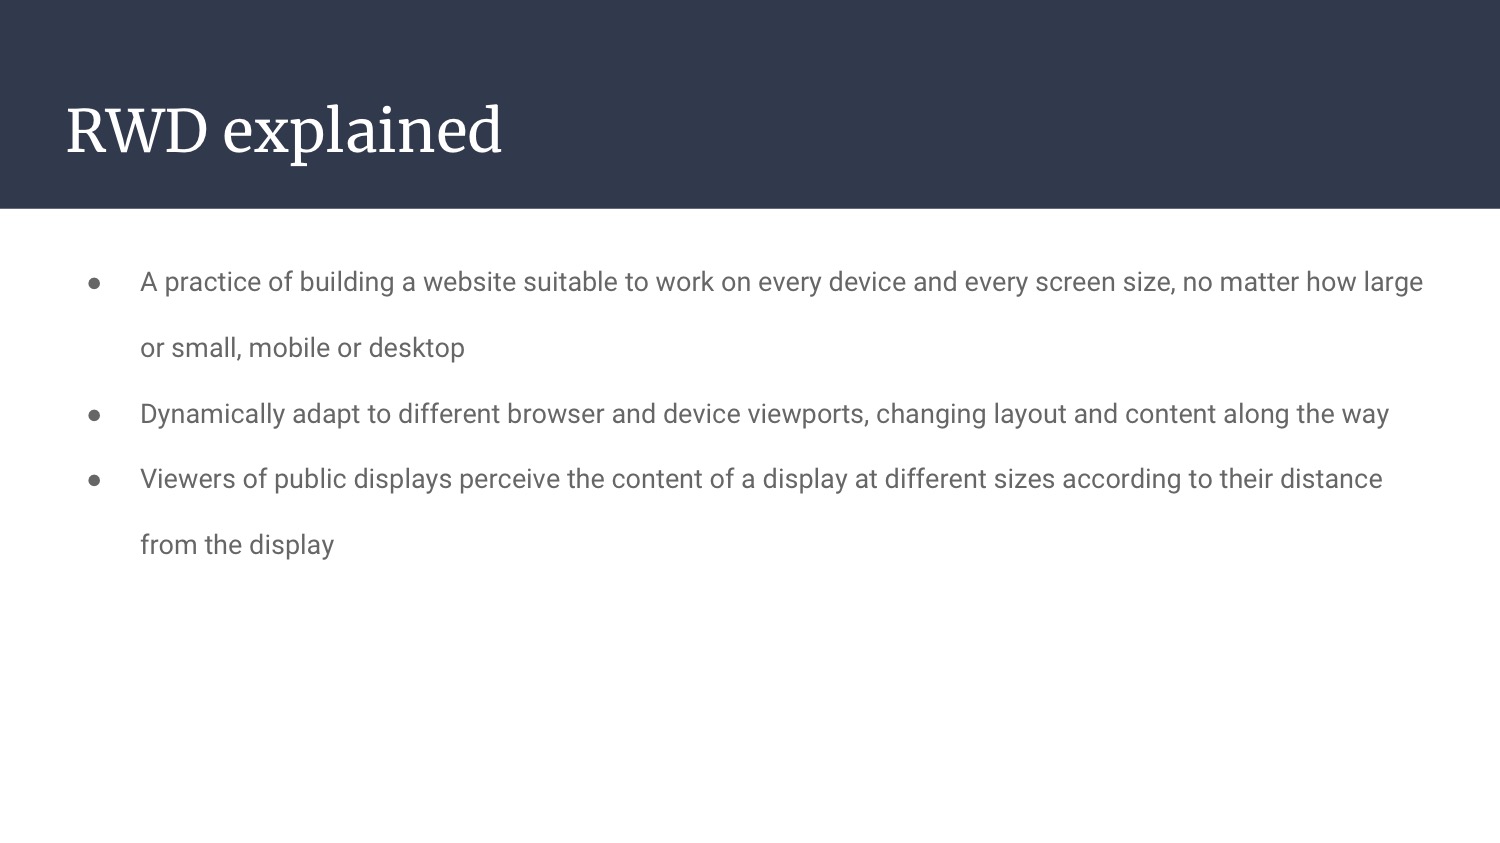 RWD explained
● A practice of building a website suitable to work on every device and every screen size, no matter how large
or small, mobile or desktop
● Dynamically adapt to different browser and device viewports, changing layout and content along the way
● Viewers of public displays perceive the content of a display at different sizes according to their distance
from the display